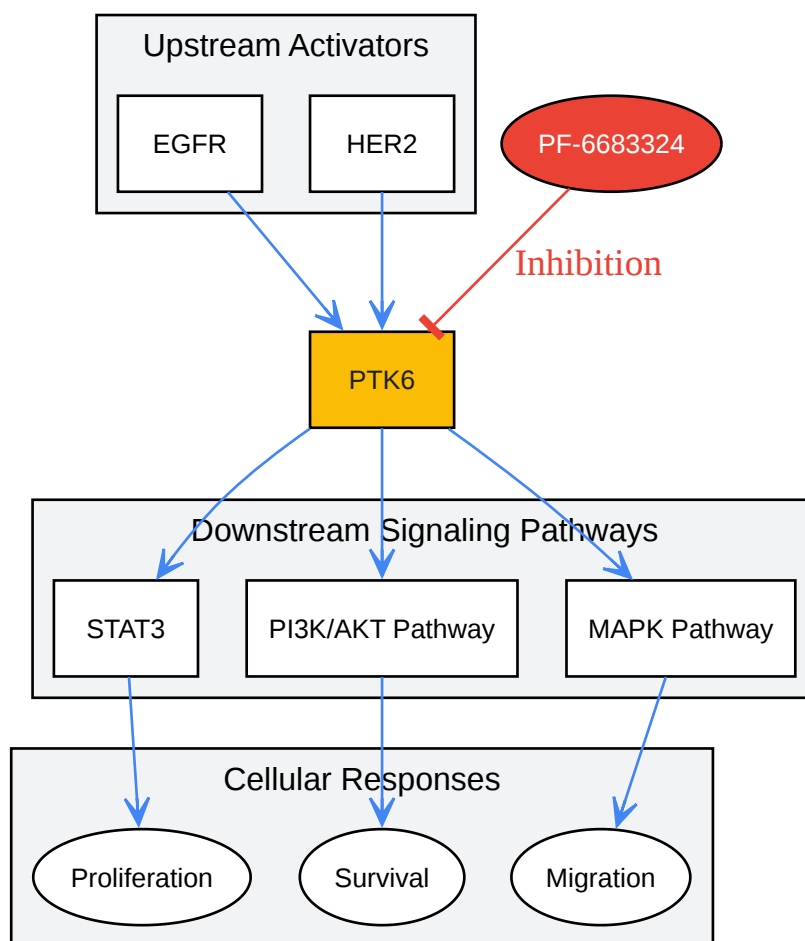 Upstream Activators
EGFR
HER2
PF-6683324
Inhibition
PTK6
Downstream Signaling Pathways
STAT3
PI3K/AKT Pathway
MAPK Pathway
Cellular Responses
Proliferation
Survival
Migration